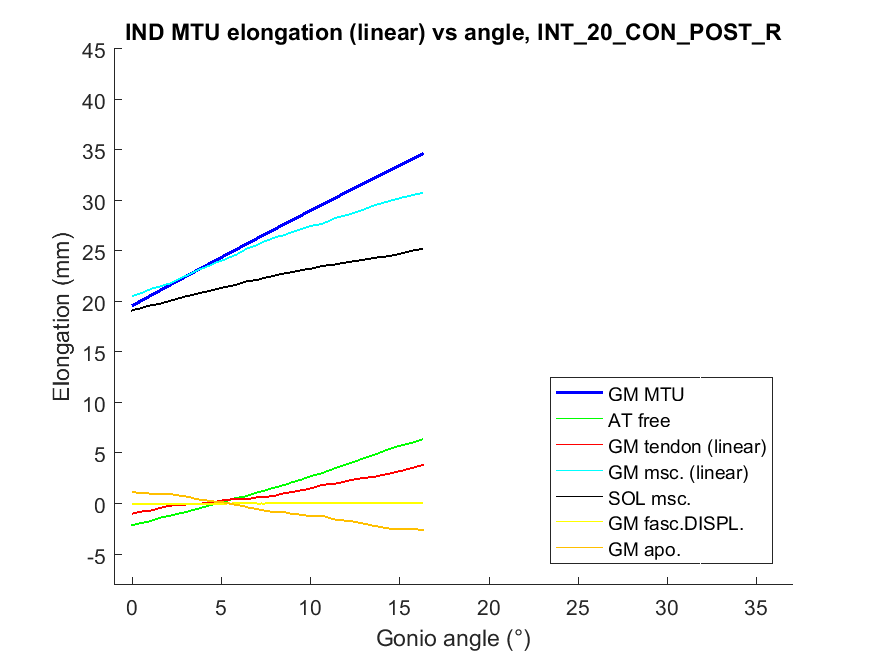 IND MTU elongation (linear) vs angle, INT_20_CON_POST_R
45
40
35
30
25
20
15
10
5
0
-5
Elongation (mm)
GM MTU
AT free
GM tendon (linear)
GM msc. (linear)
SOL msc.
GM fasc.DISPL.
GM apo.
0 5 10 15 20 25 30 35
Gonio angle (°)